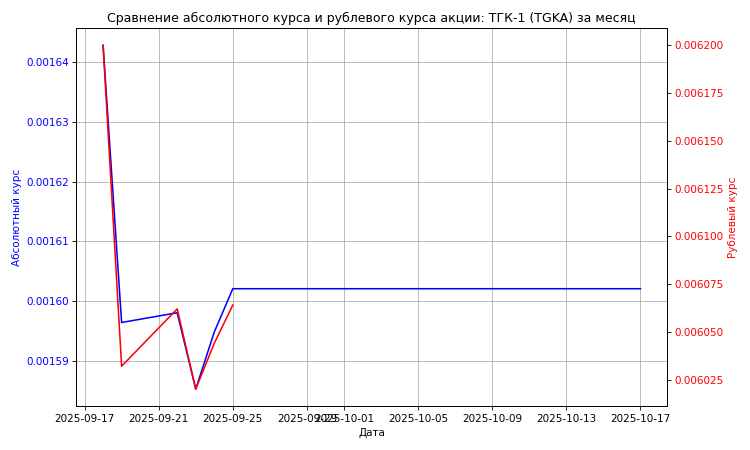 Сравнение абсолютного курса и рублевого курса акции: ТГК-1 (TGKA) за месяц
Абсолютный курс
0.00164
0.00163
0.00162
0.00161
0.00160
0.00159
0.006200
0.006175
0.006150
0.006125
0.006100
0.006075
0.006050
0.006025
Рублевый курс
2025-09-17 2025-09-21 2025-09-25 2025-09-29 2025-10-01 2025-10-05 2025-10-09 2025-10-13 2025-10-17
Дата